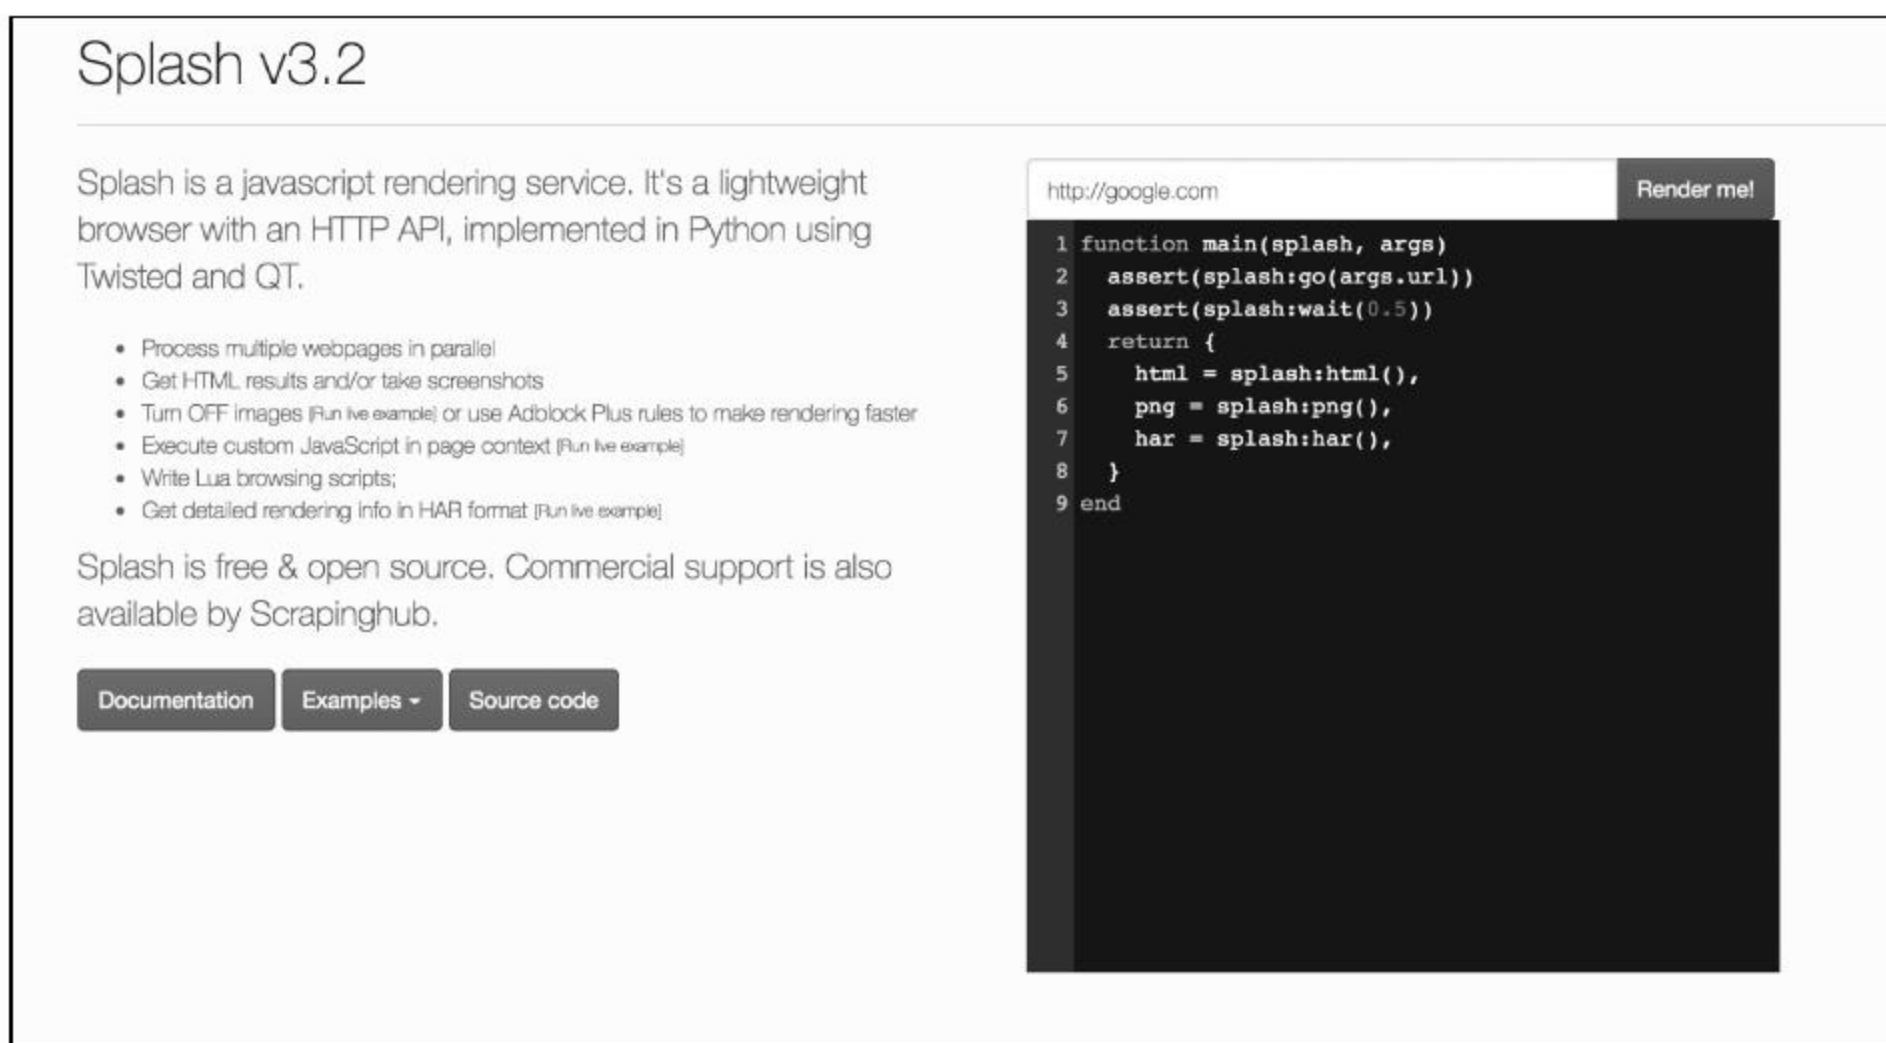 Splash v3.2
Splash is a javascript rendering service. It's a lightweight
browser with an HTTP API, implemented in Python using
Twisted and QT.
• Process multiple webpages in parallel
• Get HTML results and/or take screenshots
• Turn OFF images [Run live example] or use Adblock Plus rules to make rendering faster
• Execute custom JavaScript in page context [Run live example]
• Write Lua browsing scripts;
• Get detailed rendering info in HAR format [Run live example]
Splash is free & open source. Commercial support is also
available by Scrapinghub.
Documentation Examples Source code
http://google.com Render me!
1 function main(splash, args)
2   assert(splash:go(args.url))
3   assert(splash:wait(0.5))
4   return {
5     html = splash:html(),
6     png = splash:png(),
7     har = splash:har(),
8   }
9 end